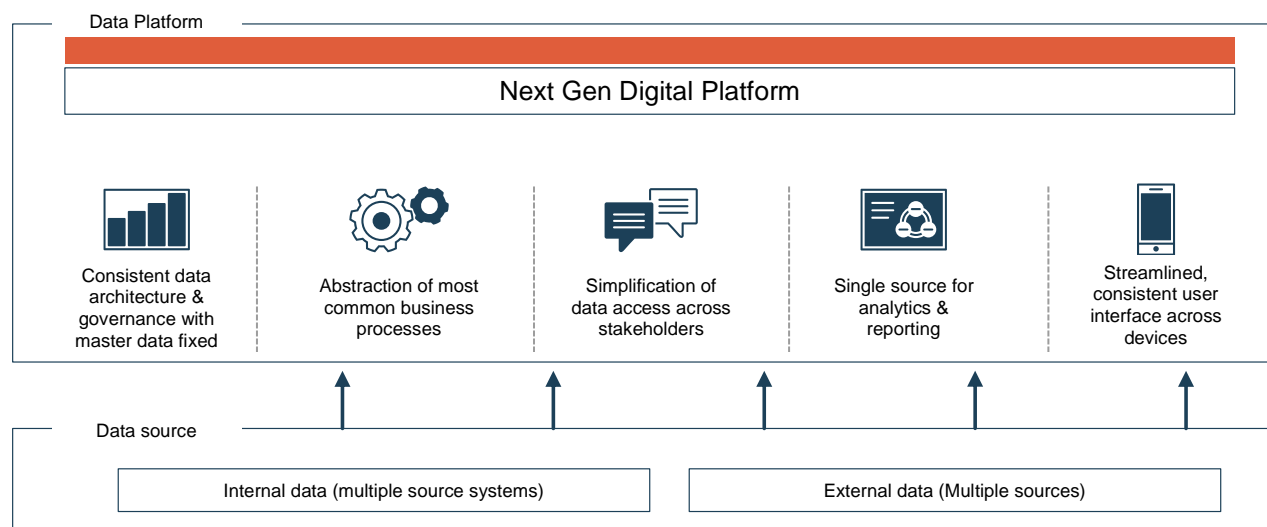 Data Platform
Next Gen Digital Platform
Consistent data
architecture &
governance with
master data fixed
Abstraction of most
common business
processes
Simplification of
data access across
stakeholders
Single source for
analytics &
reporting
Streamlined,
consistent user
interface across
devices
Data source
Internal data (multiple source systems)
External data (Multiple sources)